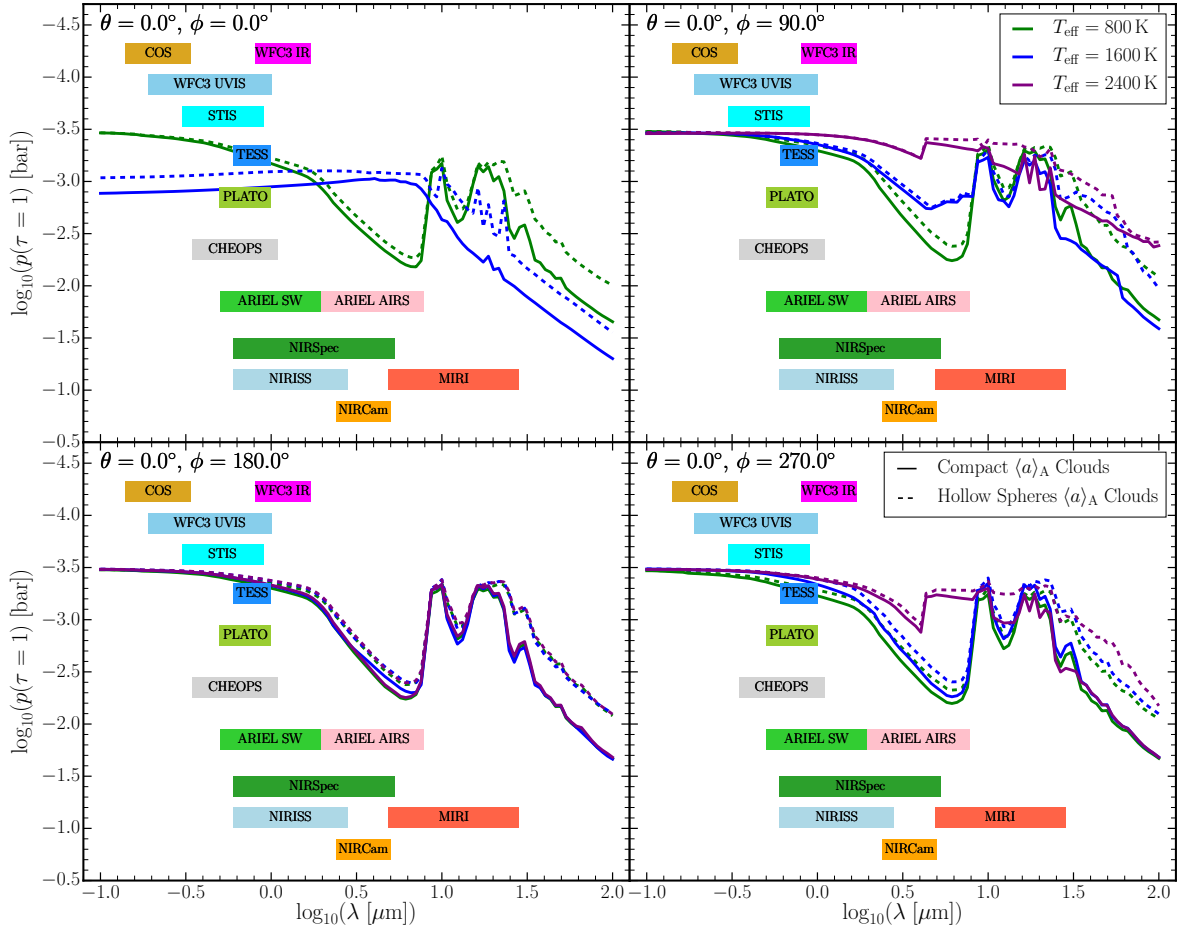 θ = 0.0°, ϕ = 0.0°
COS
WFC3 IR
WFC3 UVIS
STIS
TESS
PLATO
CHEOPS
ARIEL SW
ARIEL AIRS
NIRSpec
NIRISS
MIRI
NIRCam
−4.5
−4.0
−3.5
−3.0
−2.5
−2.0
−1.5
−1.0
−0.5
log₁₀(p(τ = 1) [bar]
θ = 0.0°, ϕ = 90.0°
T_eff = 800 K
T_eff = 1600 K
T_eff = 2400 K
COS
WFC3 IR
WFC3 UVIS
STIS
TESS
PLATO
CHEOPS
ARIEL SW
ARIEL AIRS
NIRSpec
NIRISS
MIRI
NIRCam
θ = 0.0°, ϕ = 180.0°
COS
WFC3 IR
WFC3 UVIS
STIS
TESS
PLATO
CHEOPS
ARIEL SW
ARIEL AIRS
NIRSpec
NIRISS
MIRI
NIRCam
−4.5
−4.0
−3.5
−3.0
−2.5
−2.0
−1.5
−1.0
−0.5
log₁₀(p(τ = 1) [bar])
−1.0 −0.5 0.0 0.5 1.0 1.5 2.0
log₁₀(λ [μm])
θ = 0.0°, ϕ = 270.0°
Compact ⟨a⟩_A Clouds
Hollow Spheres ⟨a⟩_A Clouds
COS
WFC3 IR
WFC3 UVIS
STIS
TESS
PLATO
CHEOPS
ARIEL SW
ARIEL AIRS
NIRSpec
NIRISS
MIRI
NIRCam
−1.0 −0.5 0.0 0.5 1.0 1.5 2.0
log₁₀(λ [μm])